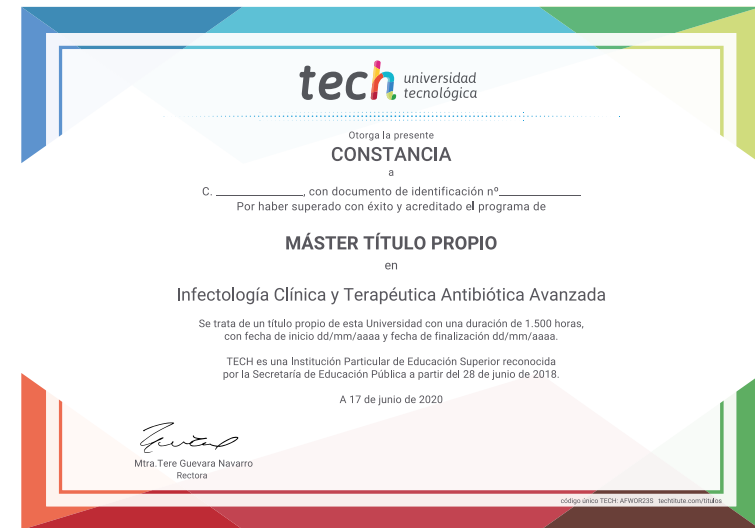 tech universidad
tecnológica
Otorga la presente
CONSTANCIA
a
C. ________________, con documento de identificación nº_______________
Por haber superado con éxito y acreditado el programa de
MÁSTER TÍTULO PROPIO
en
Infectología Clínica y Terapéutica Antibiótica Avanzada
Se trata de un título propio de esta Universidad con una duración de 1.500 horas,
con fecha de inicio dd/mm/aaaa y fecha de finalización dd/mm/aaaa.
TECH es una Institución Particular de Educación Superior reconocida
por la Secretaría de Educación Pública a partir del 28 de junio de 2018.
A 17 de junio de 2020
Mtra.Tere Guevara Navarro
Rectora
código único TECH: AFWOR23S techtitute.com/titulos